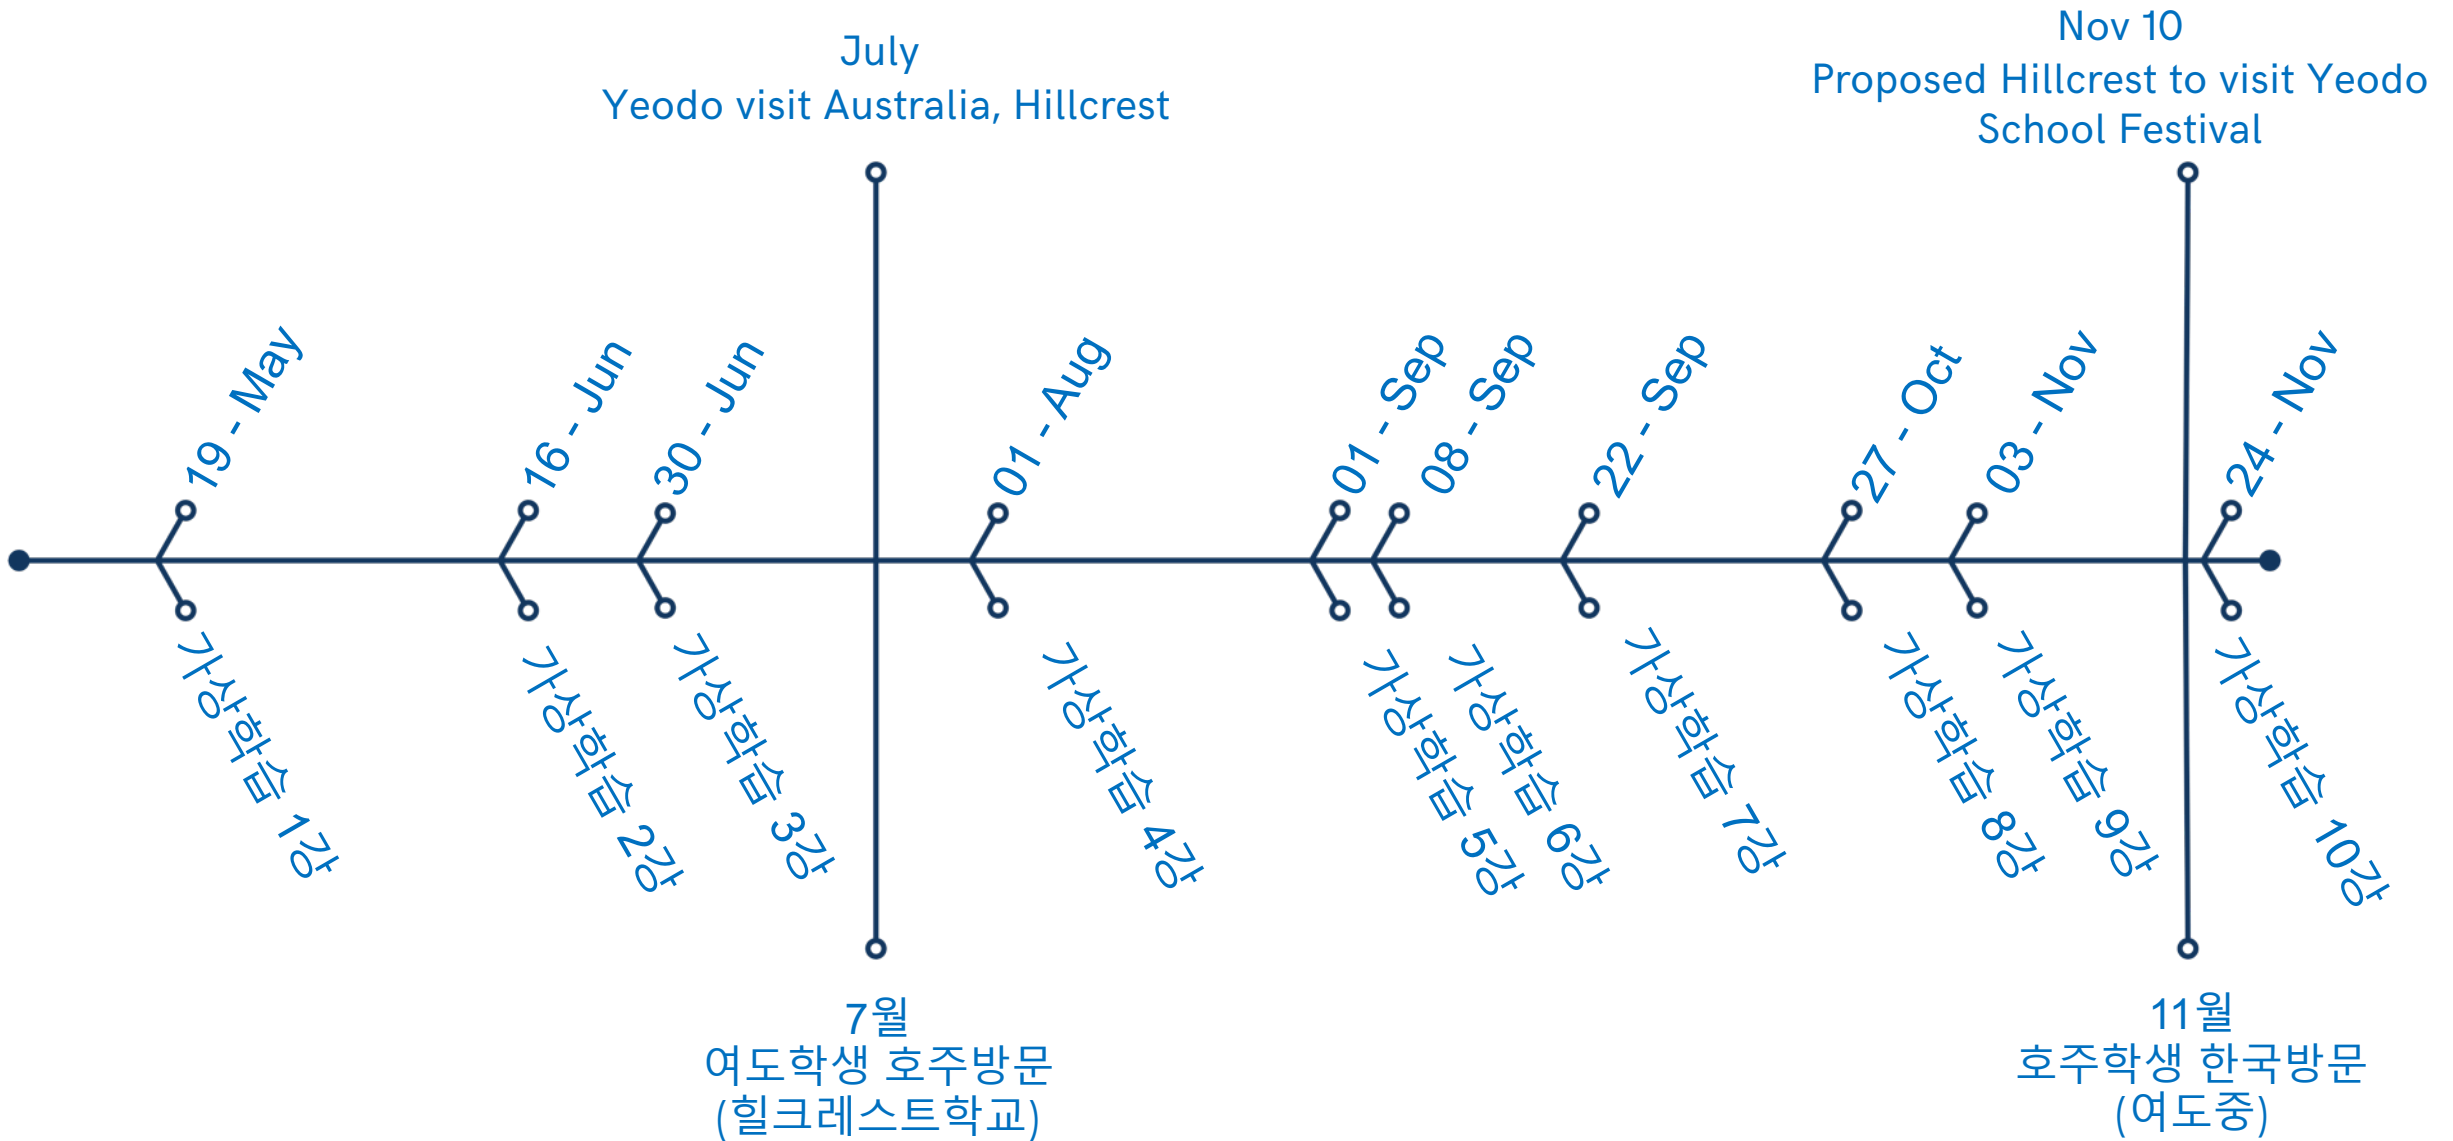 July
Yeodo visit Australia, Hillcrest
Nov 10
Proposed Hillcrest to visit Yeodo
School Festival
19 - May
16 - Jun
30 - Jun
01 - Aug
01 - Sep
08 - Sep
22 - Sep
27 - Oct
03 - Nov
24 - Nov
가상학습 1강
가상학습 2강
가상학습 3강
가상학습 4강
가상학습 5강
가상학습 6강
가상학습 7강
가상학습 8강
가상학습 9강
가상학습 10강
7월
여도학생 호주방문
(힐크레스트학교)
11월
호주학생 한국방문
(여도중)